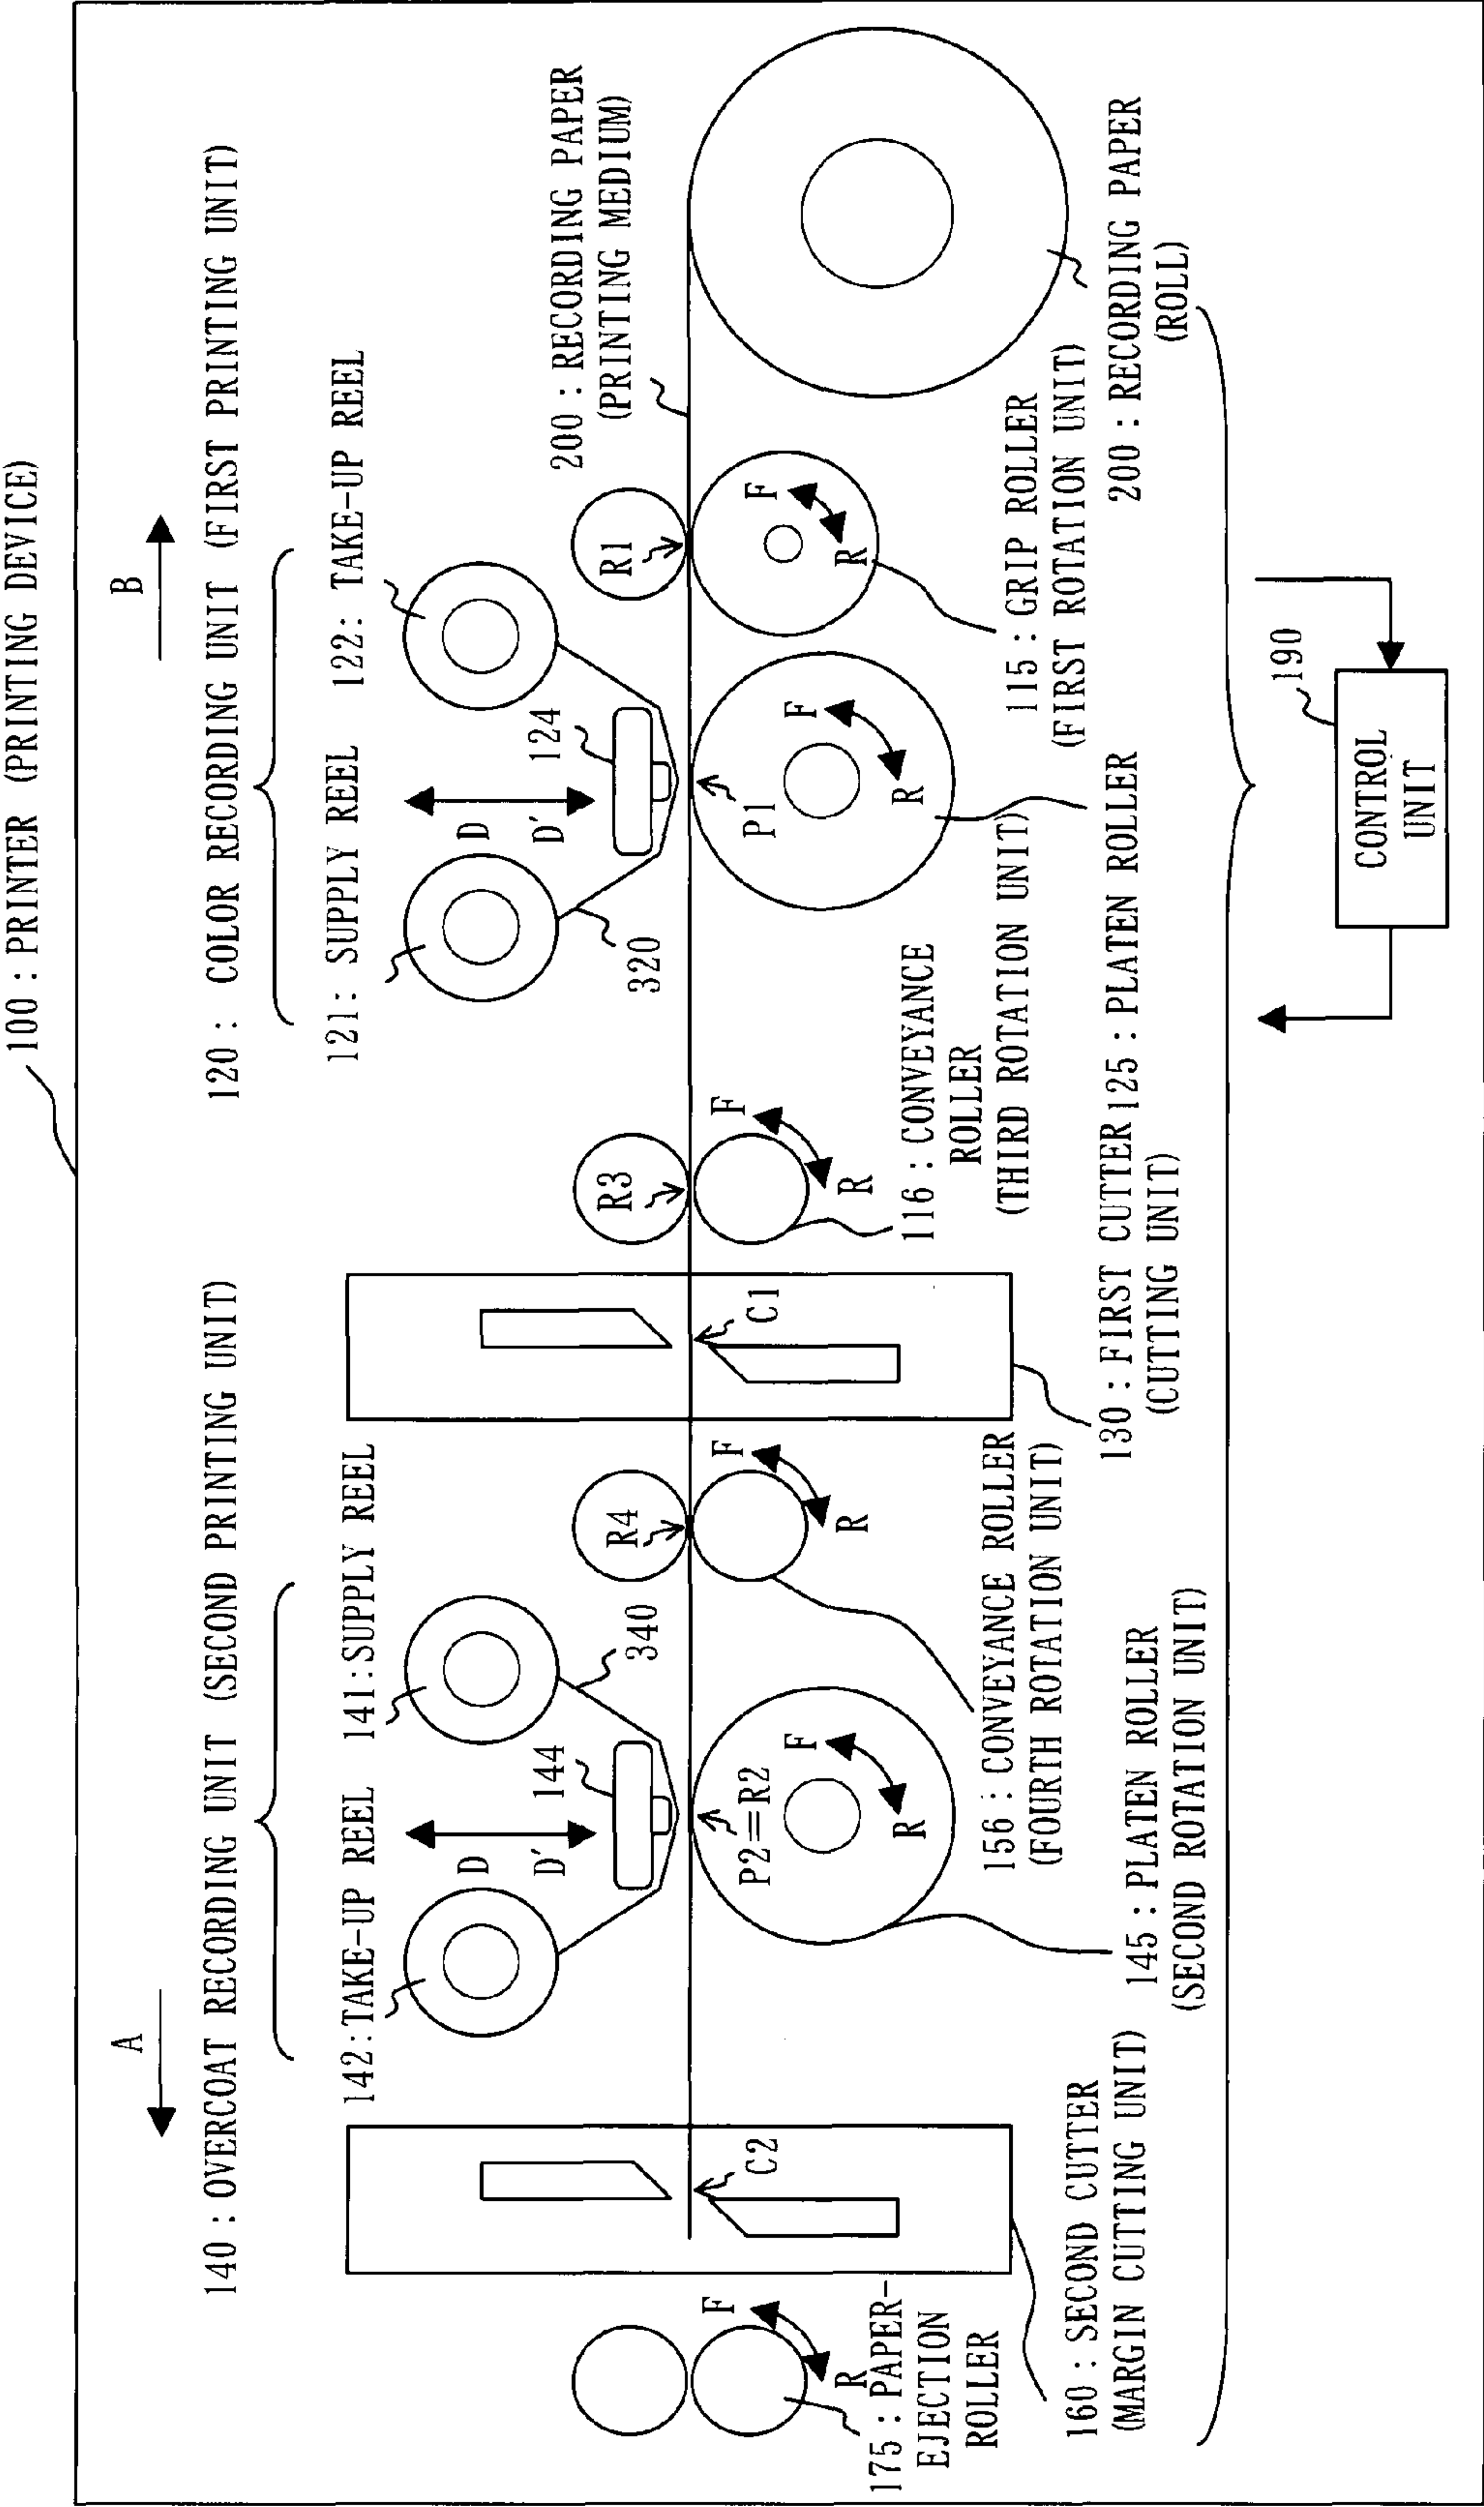 100 : PRINTER (PRINTING DEVICE)
A
B
140 : OVERCOAT RECORDING UNIT (SECOND PRINTING UNIT)
120 : COLOR RECORDING UNIT (FIRST PRINTING UNIT)
142:TAKE-UP REEL
141:SUPPLY REEL
121: SUPPLY REEL
122: TAKE-UP REEL
D
D′
144
340
D
D′
124
320
200 : RECORDING PAPER
(PRINTING MEDIUM)
R4
R3
R1
C2
P2=R2
C1
P1
F
R
F
R
F
R
F
R
F
R
F
R
175 : PAPER-
EJECTION
ROLLER
160 : SECOND CUTTER
(MARGIN CUTTING UNIT)
145 : PLATEN ROLLER
(SECOND ROTATION UNIT)
156 : CONVEYANCE ROLLER
(FOURTH ROTATION UNIT)
130 : FIRST CUTTER
(CUTTING UNIT)
116 : CONVEYANCE
ROLLER
(THIRD ROTATION UNIT)
125 : PLATEN ROLLER
115 : GRIP ROLLER
(FIRST ROTATION UNIT)
200 : RECORDING PAPER
(ROLL)
190
CONTROL
UNIT